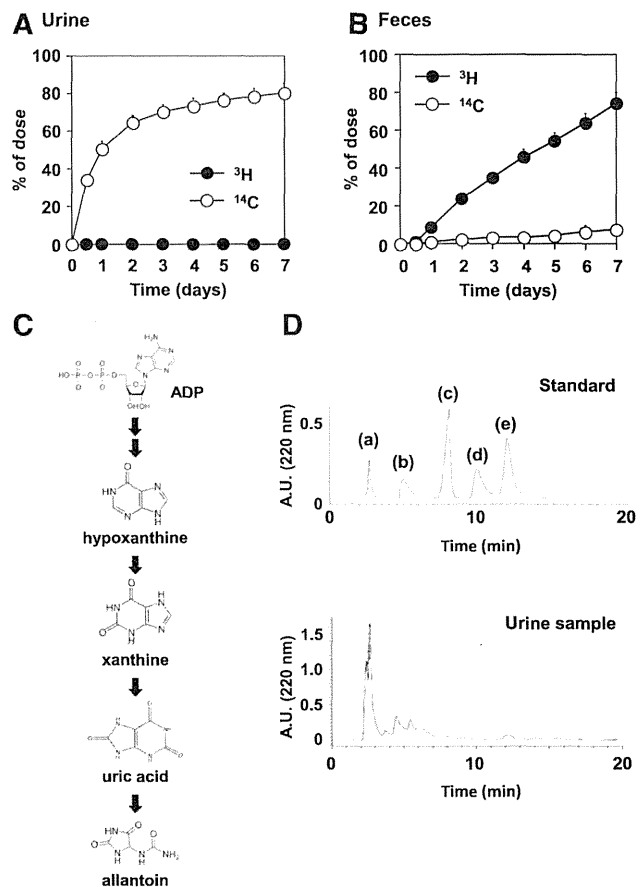 A Urine
100
80
60
40
20
0
% of dose
³H
¹⁴C
0 1 2 3 4 5 6 7
Time (days)
B Feces
100
80
60
40
20
0
% of dose
³H
¹⁴C
0 1 2 3 4 5 6 7
Time (days)
C
ADP
hypoxanthine
xanthine
uric acid
allantoin
D
Standard
0.5
0
A.U. (220 nm)
(a)
(b)
(c)
(d)
(e)
0 10 20
Time (min)
Urine sample
1.5
1.0
0.5
0
A.U. (220 nm)
0 10 20
Time (min)